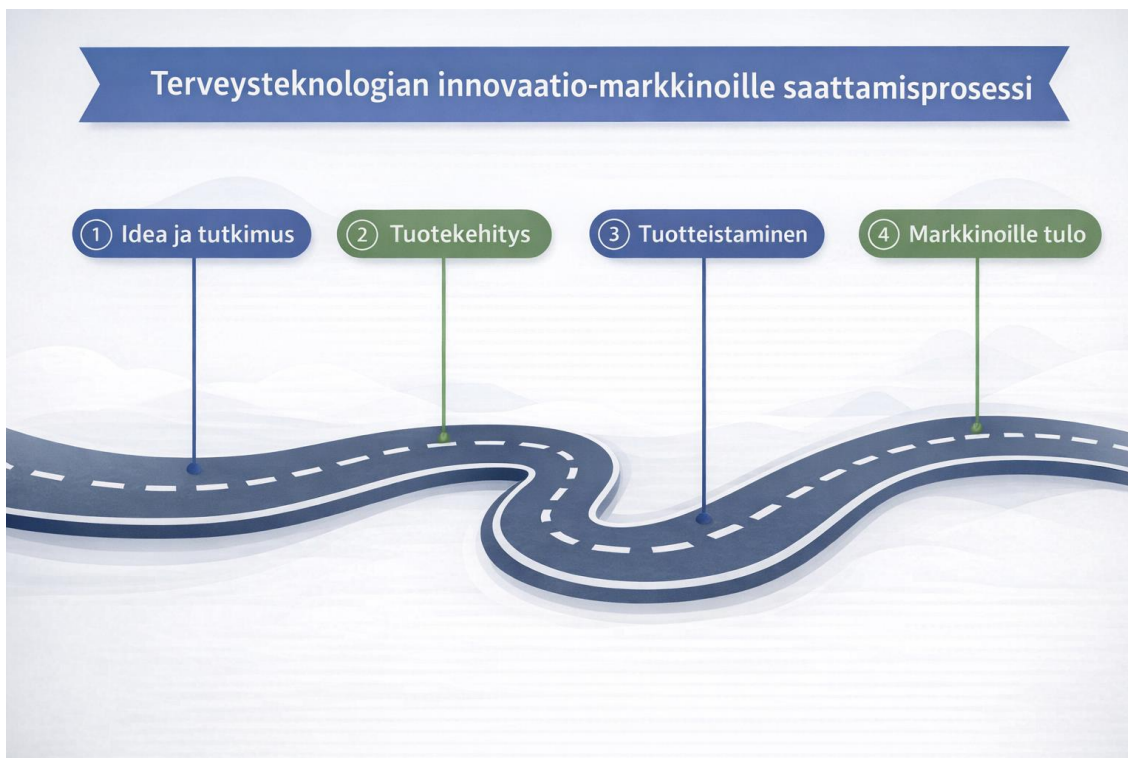 Terveysteknologian innovaatio-markkinoille saattamisprosessi
1 Idea ja tutkimus
2 Tuotekehitys
3 Tuotteistaminen
4 Markkinoille tulo